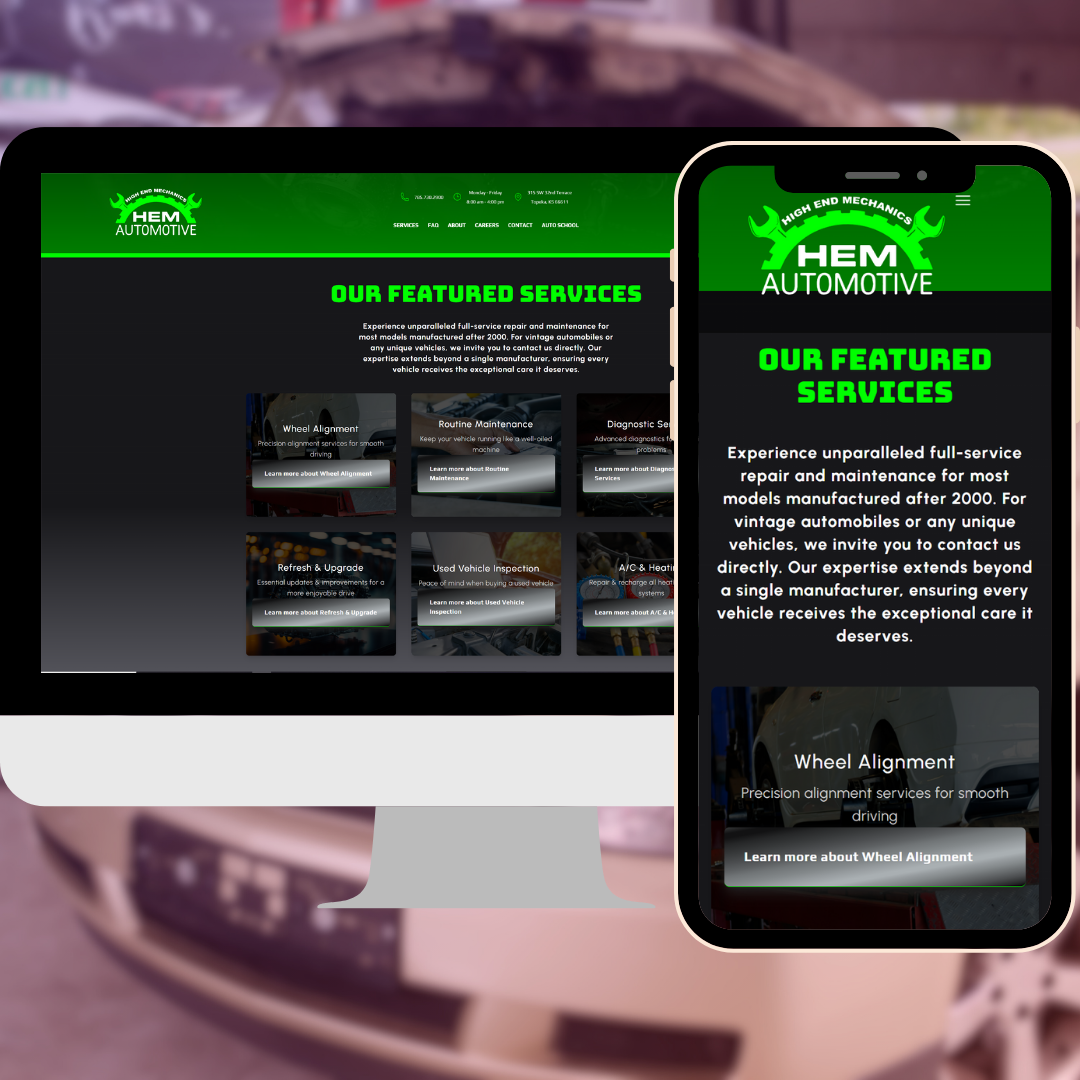 HIGH END MECHANICS
HEM
AUTOMOTIVE
785.730.2900
Monday - Friday
8:00 am - 4:00 pm
315 SW 32nd Terrace
Topeka, KS 66611
SERVICES FAQ ABOUT CAREERS CONTACT AUTO SCHOOL
OUR FEATURED SERVICES
Experience unparalleled full-service repair and maintenance for
most models manufactured after 2000. For vintage automobiles or
any unique vehicles, we invite you to contact us directly. Our
expertise extends beyond a single manufacturer, ensuring every
vehicle receives the exceptional care it deserves.
Wheel Alignment
Precision alignment services for smooth
driving
Learn more about Wheel Alignment
Routine Maintenance
Keep your vehicle running like a well-oiled
machine
Learn more about Routine
Maintenance
Diagnostic Ser
Advanced diagnostics fo
problems
Learn more about Diagnos
Services
Refresh & Upgrade
Essential updates & improvements for a
more enjoyable drive
Learn more about Refresh & Upgrade
Used Vehicle Inspection
Peace of mind when buying a used vehicle
Learn more about Used Vehicle
Inspection
A/C & Heatin
Repair & recharge all heati
systems
Learn more about A/C & H
HIGH END MECHANICS
HEM
AUTOMOTIVE
OUR FEATURED
SERVICES
Experience unparalleled full-service
repair and maintenance for most
models manufactured after 2000. For
vintage automobiles or any unique
vehicles, we invite you to contact us
directly. Our expertise extends beyond
a single manufacturer, ensuring every
vehicle receives the exceptional care it
deserves.
Wheel Alignment
Precision alignment services for smooth
driving
Learn more about Wheel Alignment